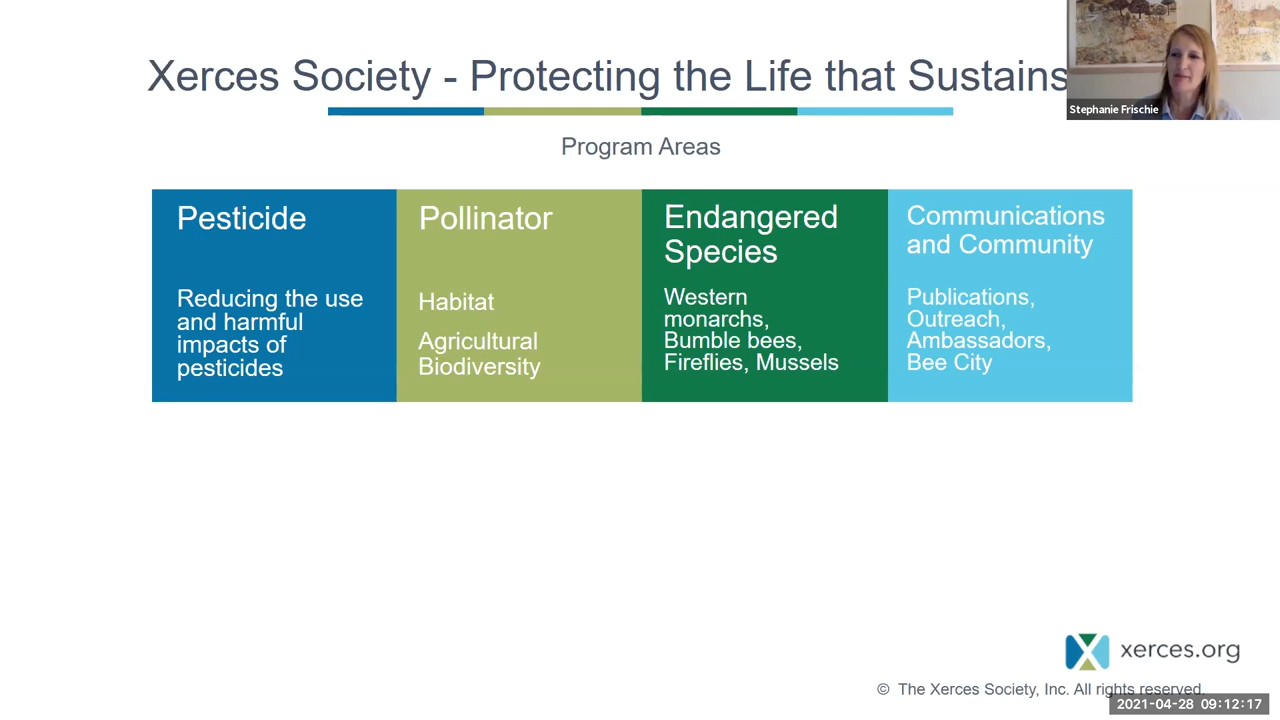 Xerces Society - Protecting the Life that Sustains
Stephanie Frischie
Program Areas
Pesticide
Reducing the use
and harmful
impacts of
pesticides
Pollinator
Habitat
Agricultural
Biodiversity
Endangered
Species
Western
monarchs,
Bumble bees,
Fireflies, Mussels
Communications
and Community
Publications,
Outreach,
Ambassadors,
Bee City
xerces.org
© The Xerces Society, Inc. All rights reserved.
2021-04-28 09:12:17